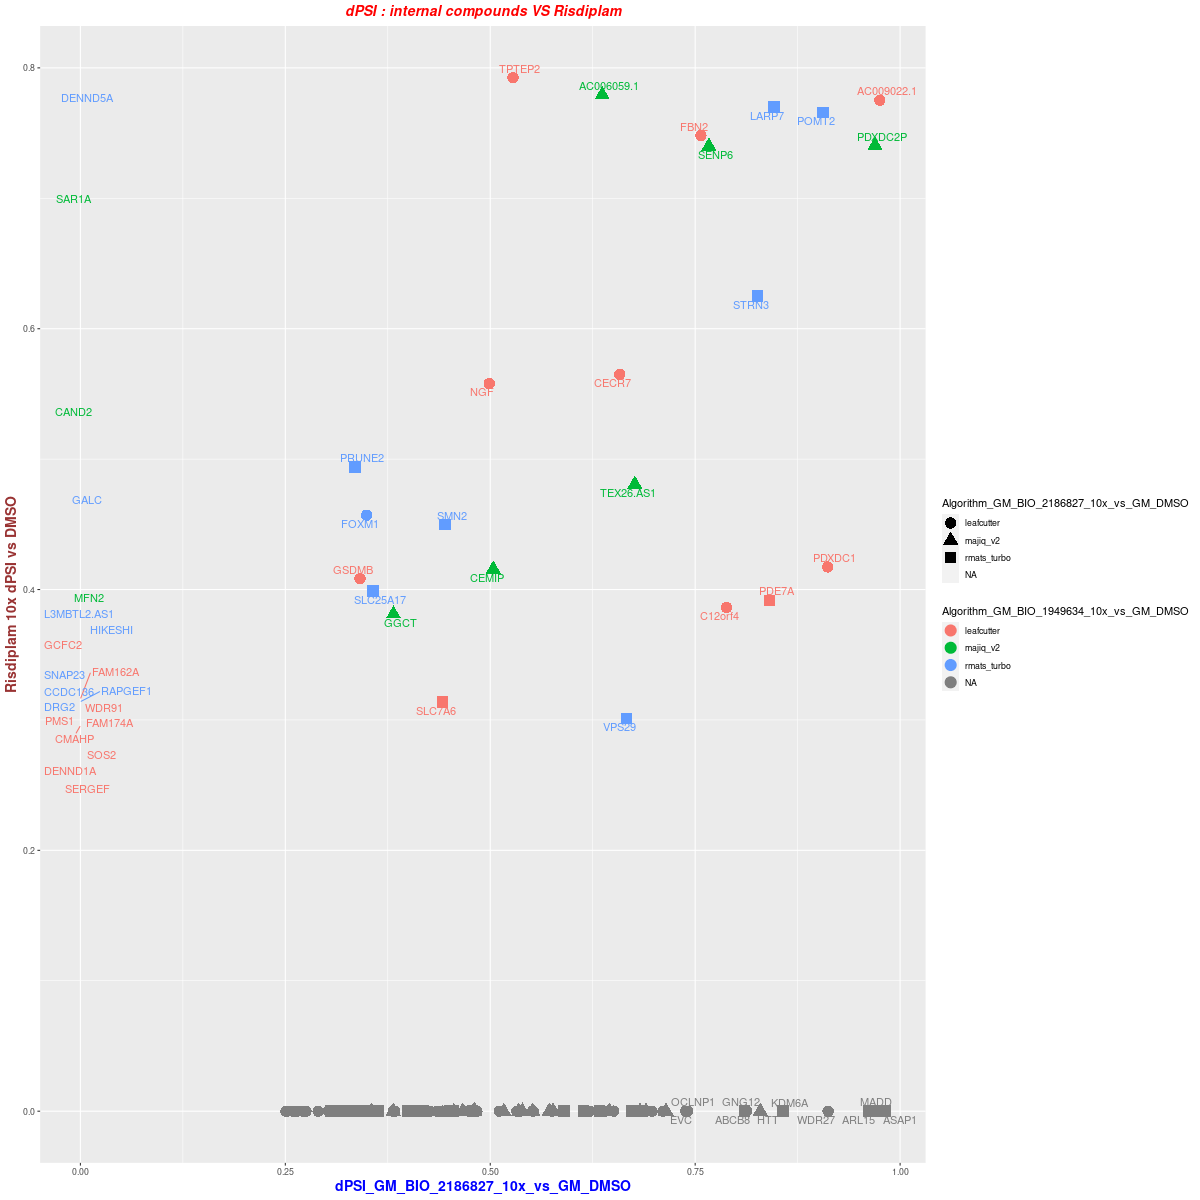 dPSI : internal compounds VS Risdiplam
TPTEP2
AC006059.1
AC009022.1
DENND5A
LARP7
POMT2
FBN2
PDXDC2P
SENP6
SAR1A
STRN3
CECR7
NGF
CAND2
PRUNE2
TEX26.AS1
GALC
SMN2
FOXM1
PDXDC1
GSDMB
CEMIP
PDE7A
MFN2
SLC25A17
L3MBTL2.AS1
C12orf4
GGCT
HIKESHI
GCFC2
FAM162A
SNAP23
CCDC136
RAPGEF1
DRG2
WDR91
SLC7A6
PMS1
FAM174A
VPS29
CMAHP
SOS2
DENND1A
SERGEF
OCLNP1
GNG12
KDM6A
MADD
EVC
ABCB8
HTT
WDR27
ARL15
ASAP1
0.8
0.6
0.4
0.2
0.0
0.00
0.25
0.50
0.75
1.00
Risdiplam 10x dPSI vs DMSO
dPSI_GM_BIO_2186827_10x_vs_GM_DMSO
Algorithm_GM_BIO_2186827_10x_vs_GM_DMSO
leafcutter
majiq_v2
rmats_turbo
NA
Algorithm_GM_BIO_1949634_10x_vs_GM_DMSO
leafcutter
majiq_v2
rmats_turbo
NA